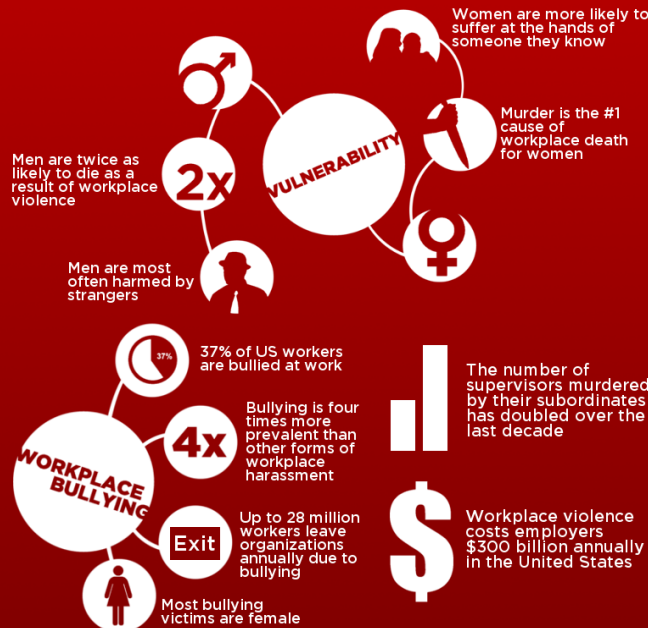 Women are more likely to
suffer at the hands of
someone they know
VULNERABILITY
Murder is the #1
cause of
workplace death
for women
Men are twice as
likely to die as a
result of workplace
violence
2x
Men are most
often harmed by
strangers
37%
37% of US workers
are bullied at work
WORKPLACE
BULLYING
4x
Bullying is four
times more
prevalent than
other forms of
workplace
harassment
Exit
Up to 28 million
workers leave
organizations
annually due to
bullying
Most bullying
victims are female
The number of
supervisors murdered
by their subordinates
has doubled over the
last decade
$
Workplace violence
costs employers
$300 billion annually
in the United States